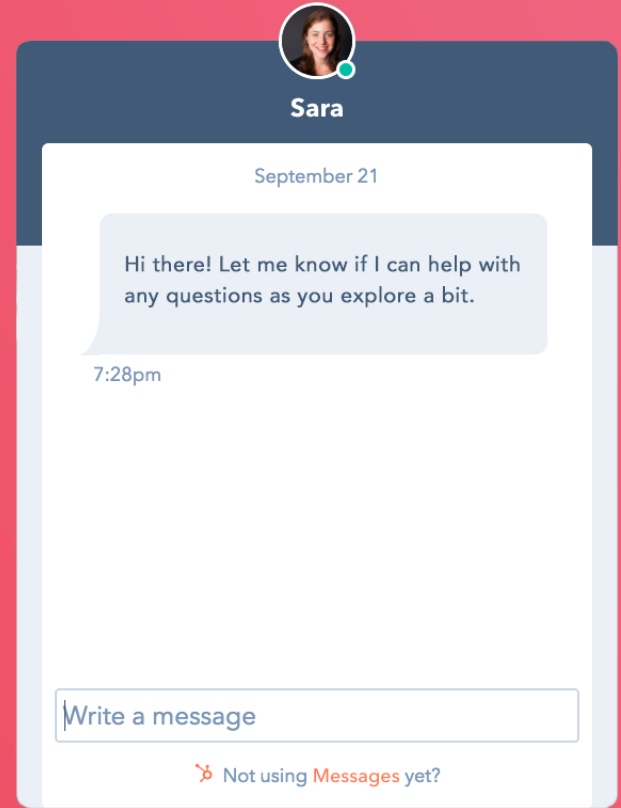 Sara
September 21
Hi there! Let me know if I can help with
any questions as you explore a bit.
7:28pm
Write a message
Not using Messages yet?